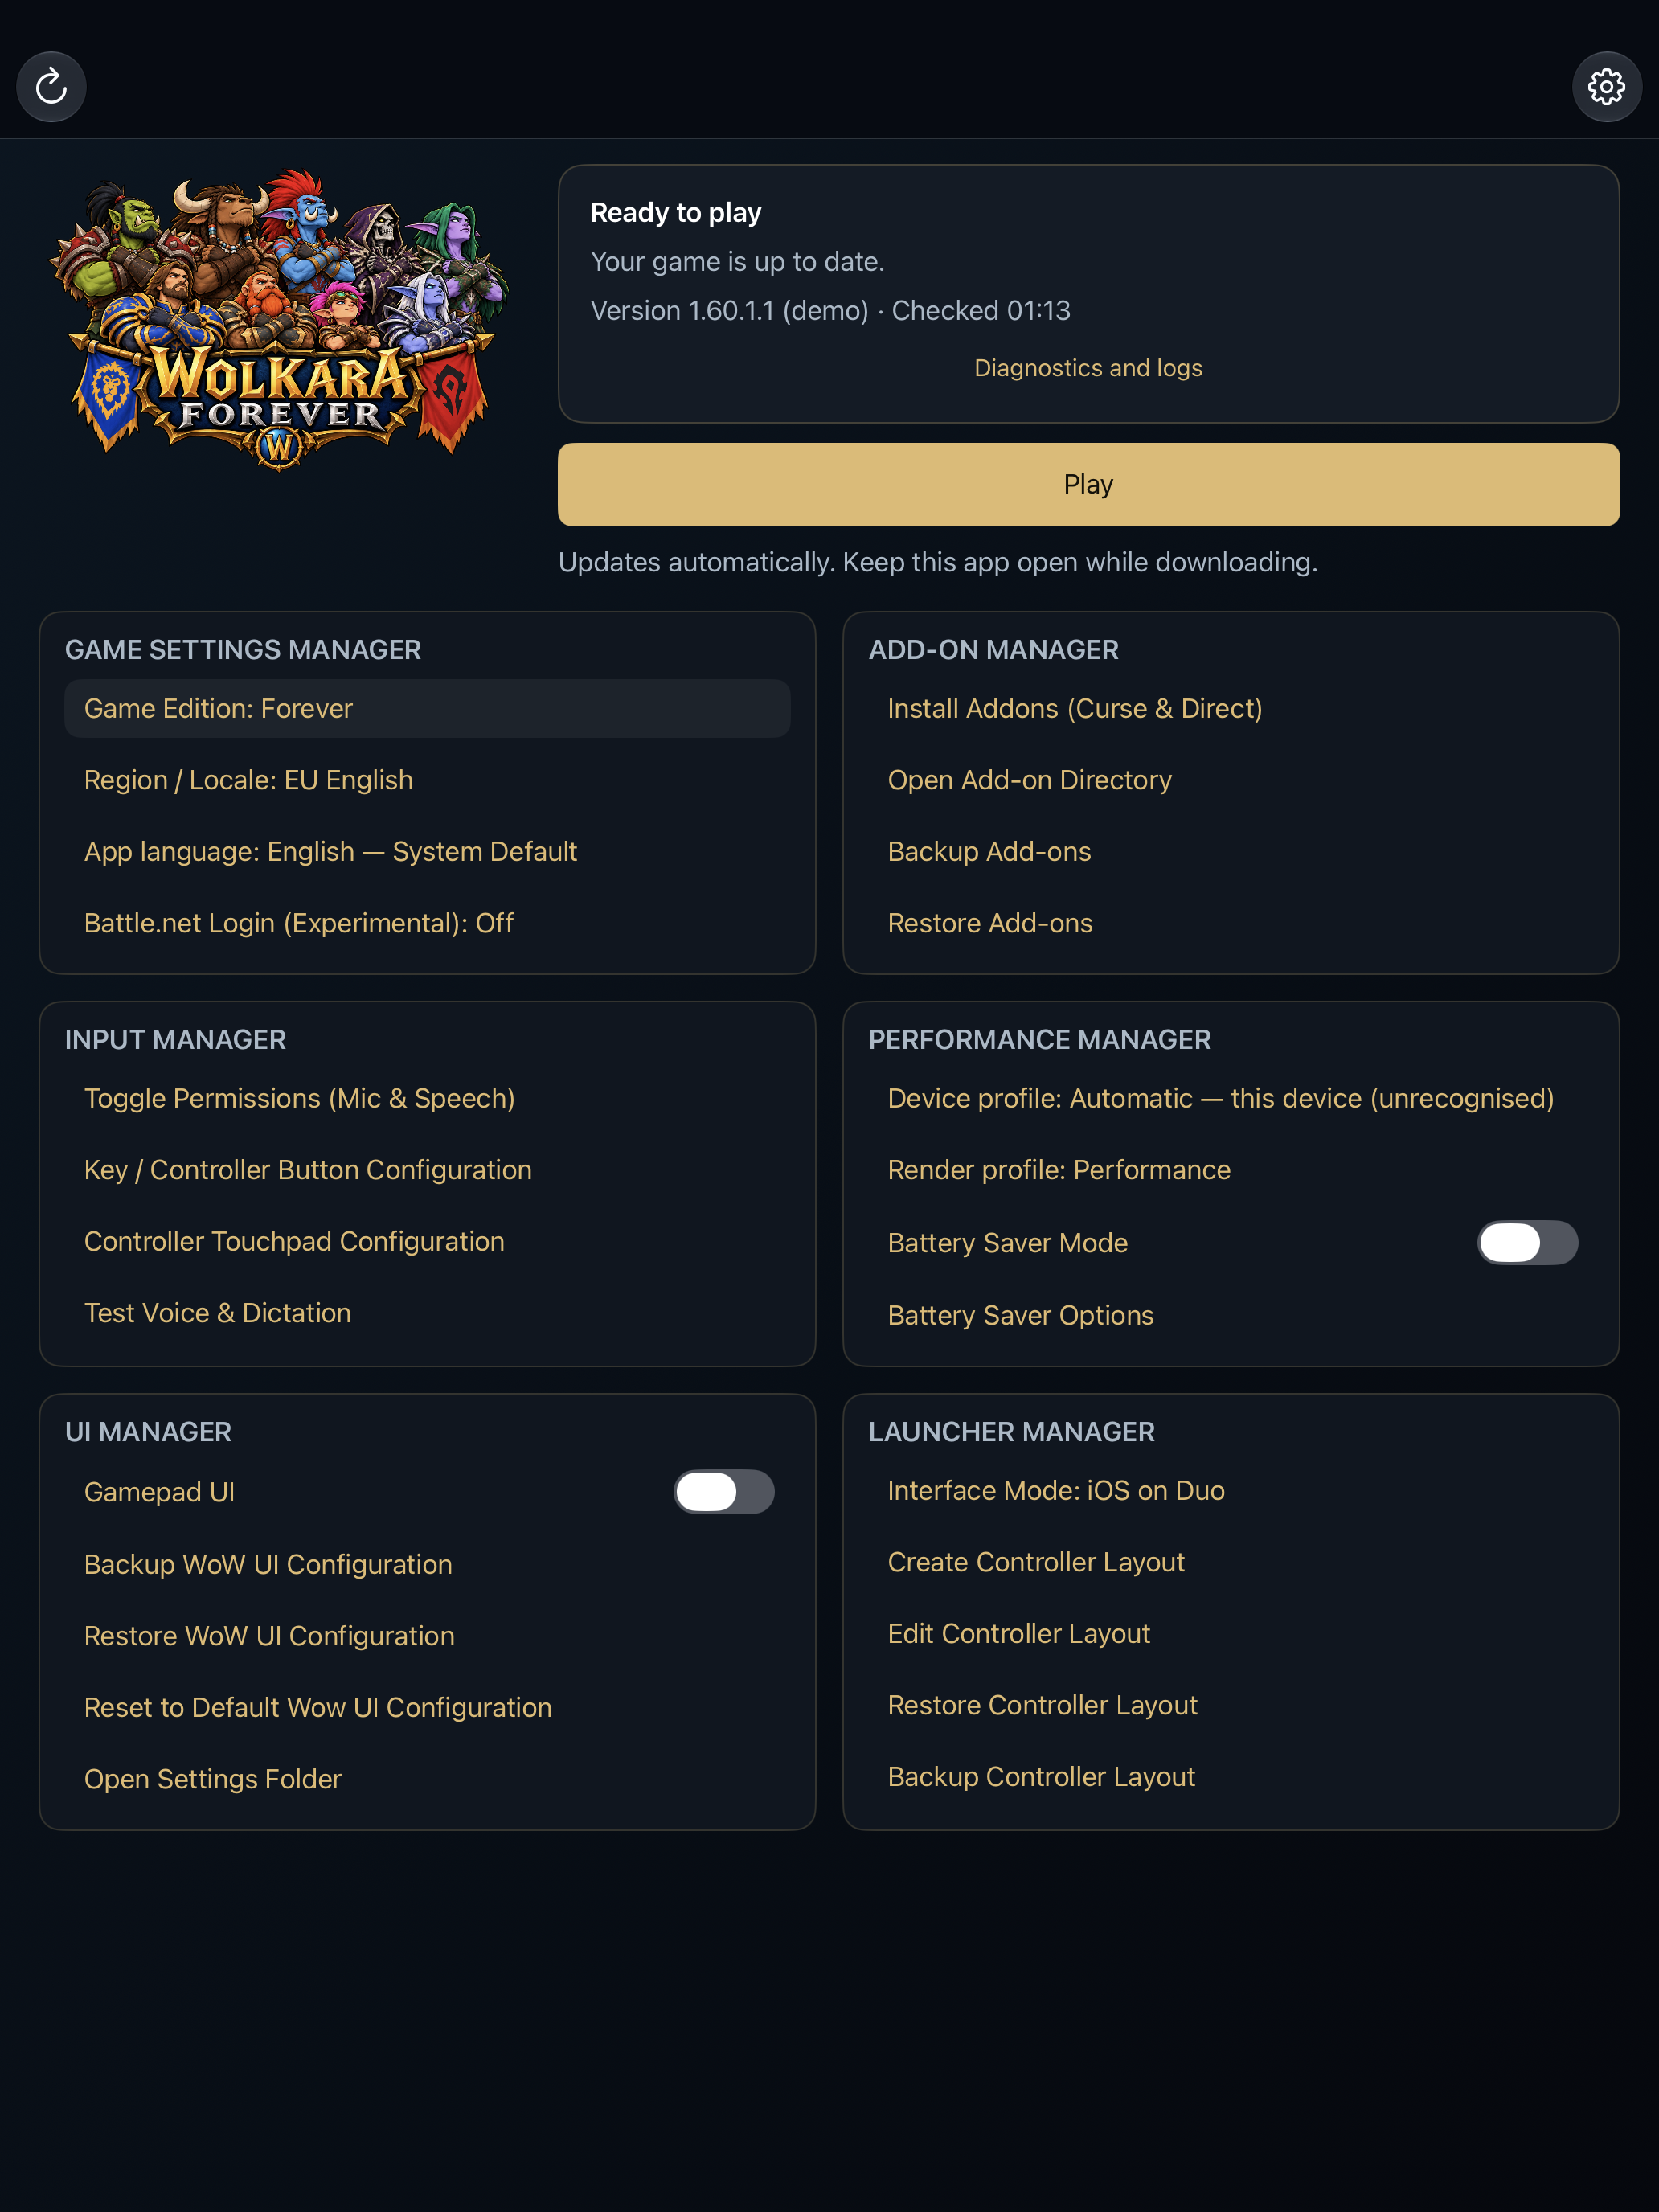 WOLKARA
FOREVER
W
Ready to play
Your game is up to date.
Version 1.60.1.1 (demo) · Checked 01:13
Diagnostics and logs
Play
Updates automatically. Keep this app open while downloading.
GAME SETTINGS MANAGER
Game Edition: Forever
Region / Locale: EU English
App language: English — System Default
Battle.net Login (Experimental): Off
ADD-ON MANAGER
Install Addons (Curse & Direct)
Open Add-on Directory
Backup Add-ons
Restore Add-ons
INPUT MANAGER
Toggle Permissions (Mic & Speech)
Key / Controller Button Configuration
Controller Touchpad Configuration
Test Voice & Dictation
PERFORMANCE MANAGER
Device profile: Automatic — this device (unrecognised)
Render profile: Performance
Battery Saver Mode
Battery Saver Options
UI MANAGER
Gamepad UI
Backup WoW UI Configuration
Restore WoW UI Configuration
Reset to Default Wow UI Configuration
Open Settings Folder
LAUNCHER MANAGER
Interface Mode: iOS on Duo
Create Controller Layout
Edit Controller Layout
Restore Controller Layout
Backup Controller Layout